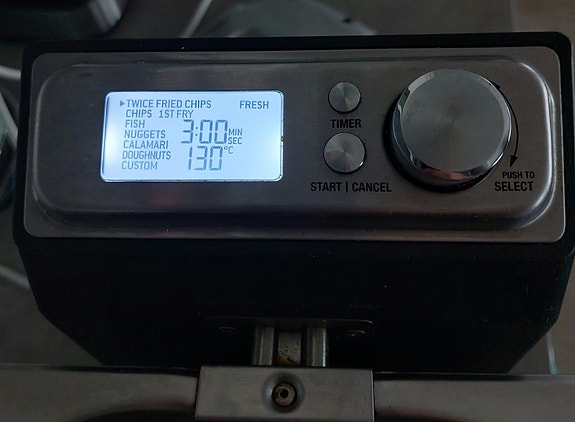 ▶TWICE FRIED CHIPS FRESH
CHIPS 1ST FRY
FISH
NUGGETS 3:00 MIN SEC
CALAMARI
DOUGHNUTS 130 °C
CUSTOM
TIMER
START | CANCEL
PUSH TO
SELECT